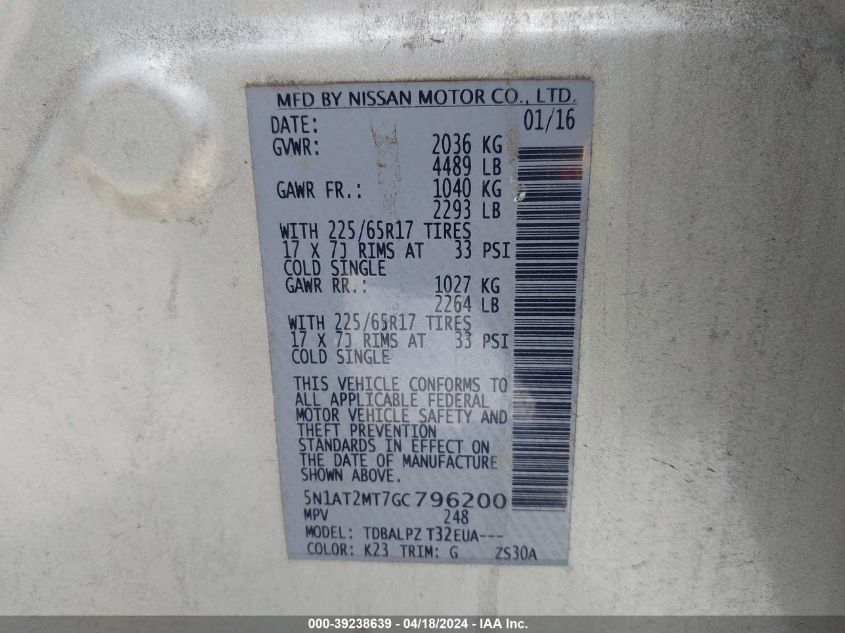 MFD BY NISSAN MOTOR CO., LTD.
DATE: 01/16
GVWR: 2036 KG
4489 LB
GAWR FR.: 1040 KG
2293 LB
WITH 225/65R17 TIRES
17 X 7J RIMS AT 33 PSI
COLD SINGLE
GAWR RR.: 1027 KG
2264 LB
WITH 225/65R17 TIRES
17 X 7J RIMS AT 33 PSI
COLD SINGLE
THIS VEHICLE CONFORMS TO
ALL APPLICABLE FEDERAL
MOTOR VEHICLE SAFETY AND
THEFT PREVENTION
STANDARDS IN EFFECT ON
THE DATE OF MANUFACTURE
SHOWN ABOVE.
5N1AT2MT7GC796200
MPV 248
MODEL: TDBALPZ T32EUA---
COLOR: K23 TRIM: G ZS30A
000-39238639 - 04/18/2024 - IAA, Inc.